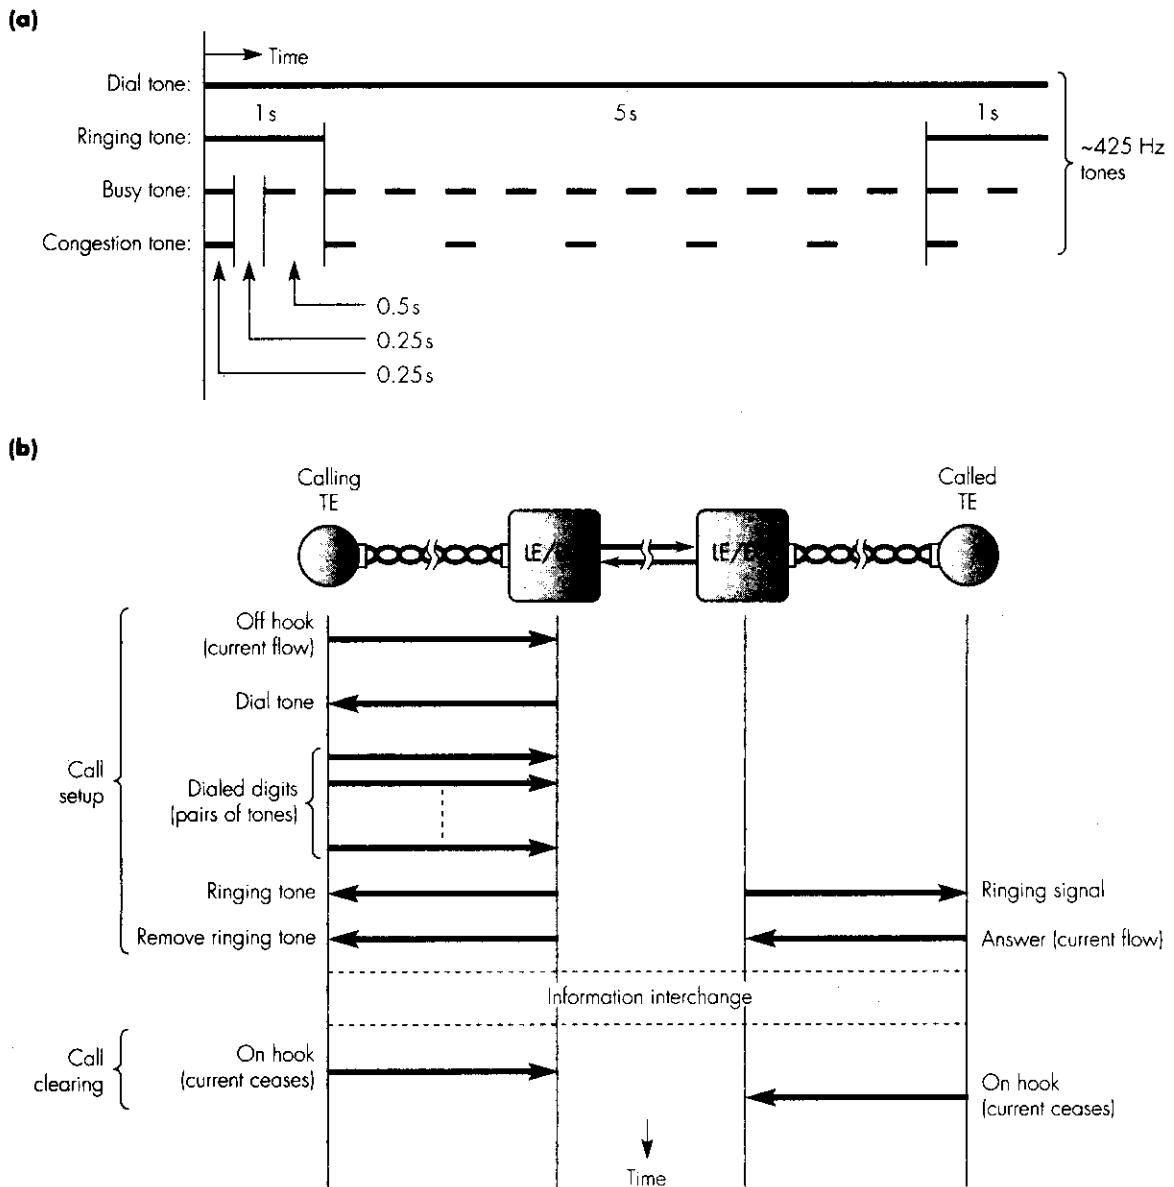 (a)
Time
Dial tone:
1 s
5 s
1 s
Ringing tone:
~425 Hz
tones
Busy tone:
Congestion tone:
0.5 s
0.25 s
0.25 s
(b)
Calling
TE
Called
TE
Off hook
(current flow)
Dial tone
Call
setup
Dialed digits
(pairs of tones)
Ringing tone
Ringing signal
Remove ringing tone
Answer (current flow)
Information interchange
Call
clearing
On hook
(current ceases)
On hook
(current ceases)
Time